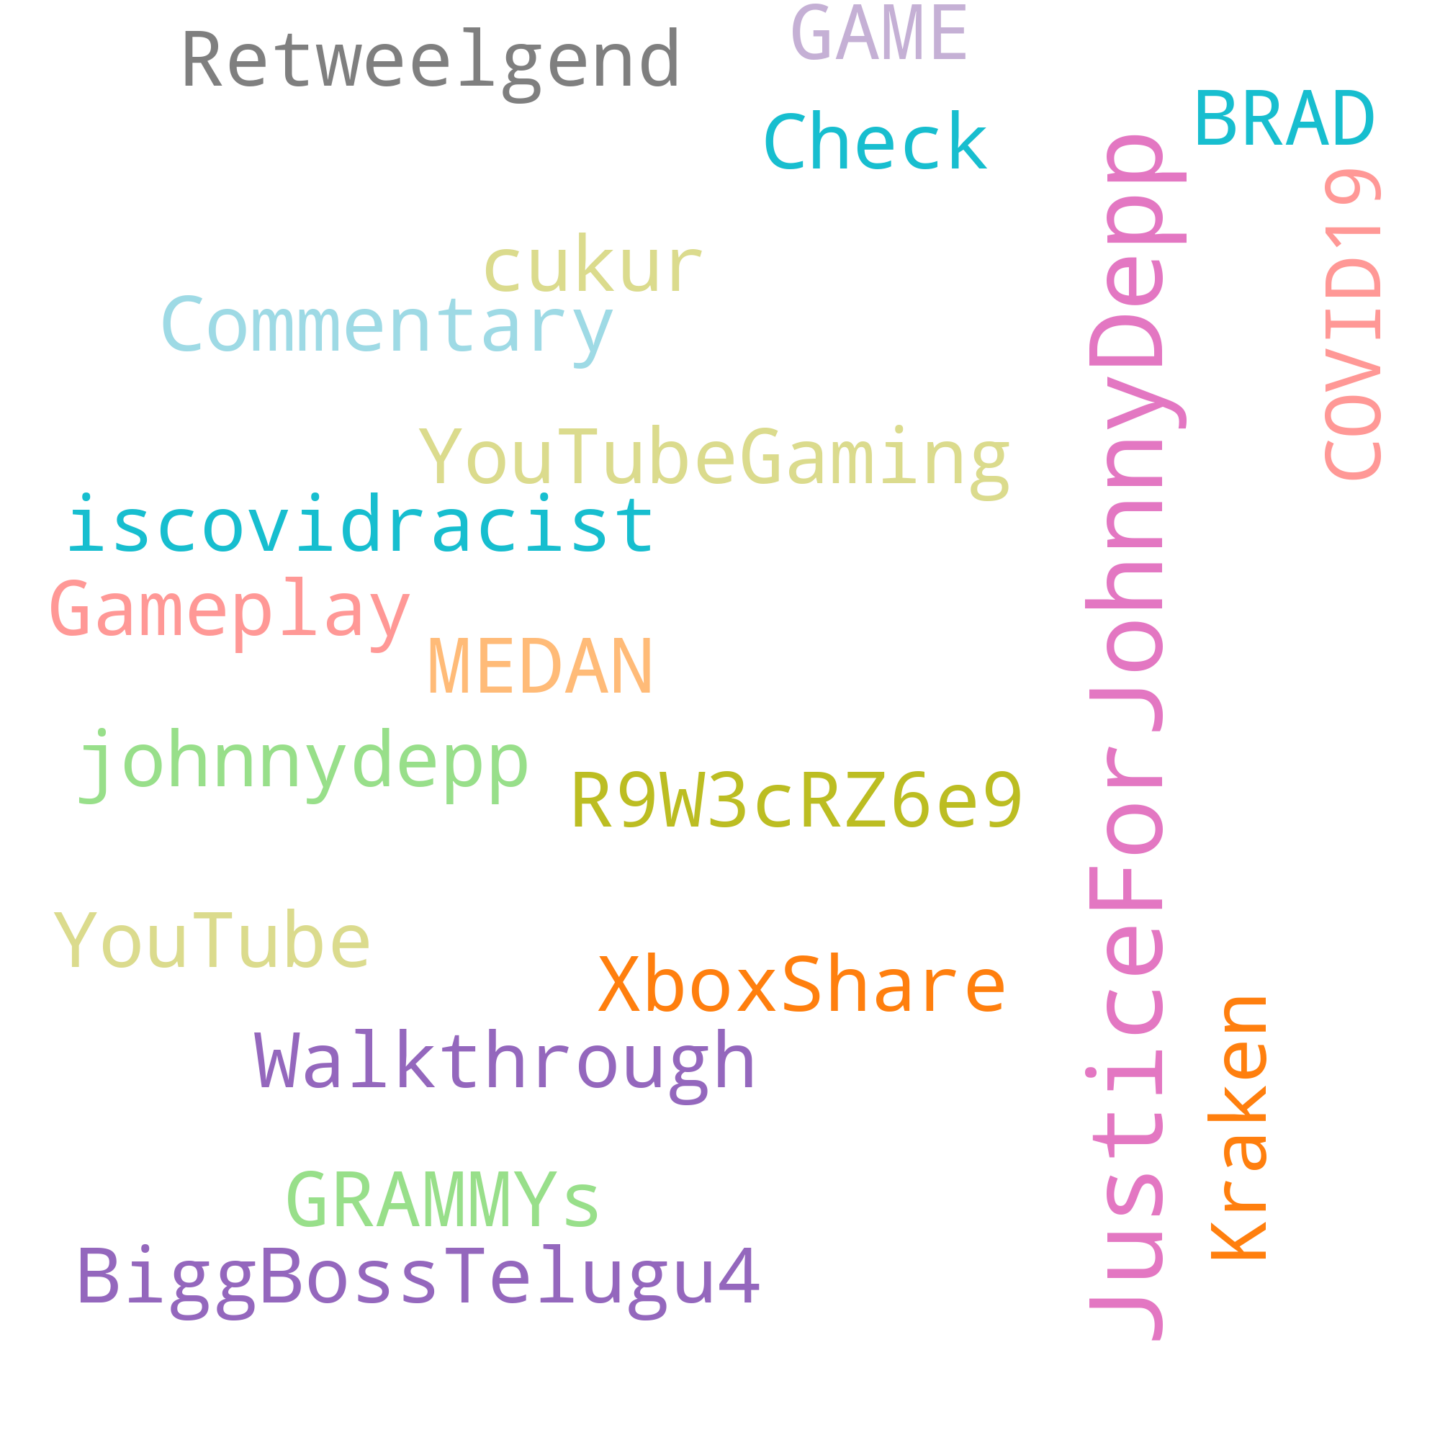 GAME
Retweelgend
BRAD
Check
JusticeForJohnnyDepp
COVID19
cukur
Commentary
YouTubeGaming
iscovidracist
Gameplay
MEDAN
johnnydepp
R9W3cRZ6e9
YouTube
XboxShare
Kraken
Walkthrough
GRAMMYs
BiggBossTelugu4